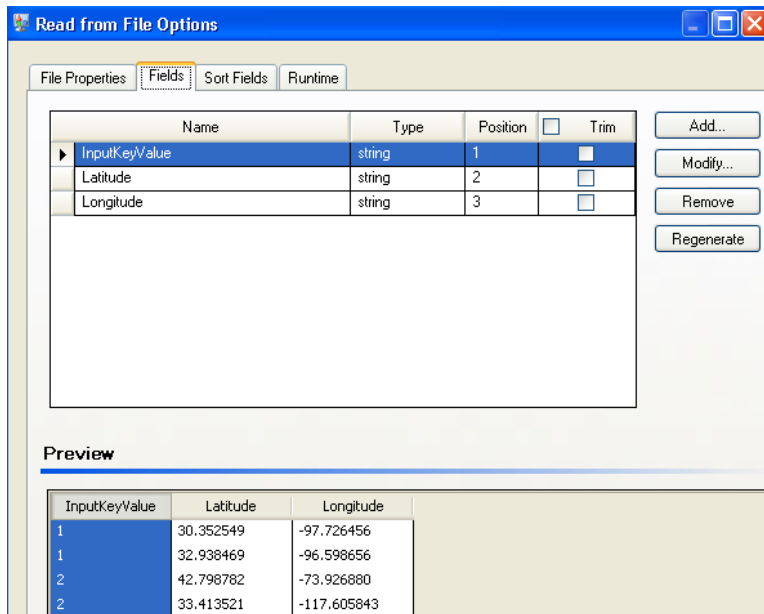 Read from File Options
File Properties Fields Sort Fields Runtime
Name Type Position Trim
InputKeyValue string 1
Latitude string 2
Longitude string 3
Add...
Modify...
Remove
Regenerate
Preview
InputKeyValue Latitude Longitude
1 30.352549 -97.726456
1 32.938469 -96.598656
2 42.798782 -73.926880
2 33.413521 -117.605843